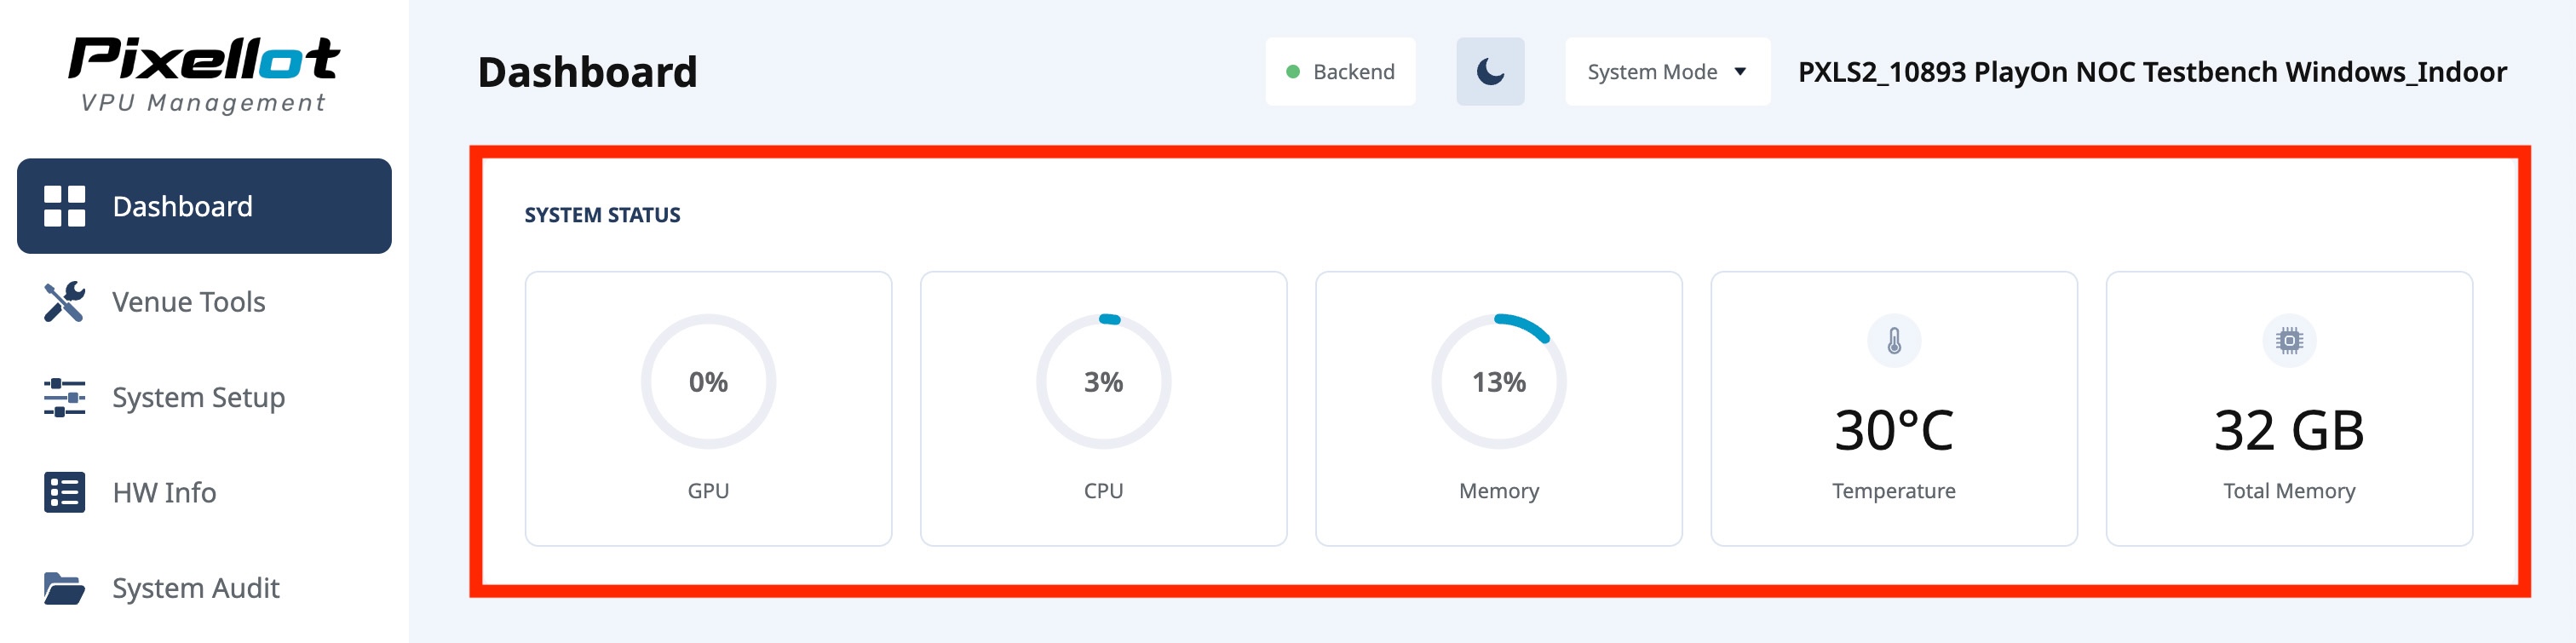 Pixellot
VPU Management
Dashboard
Venue Tools
System Setup
HW Info
System Audit
Dashboard
Backend
System Mode
PXLS2_10893 PlayOn NOC Testbench Windows_Indoor
SYSTEM STATUS
0%
GPU
3%
CPU
13%
Memory
30°C
Temperature
32 GB
Total Memory